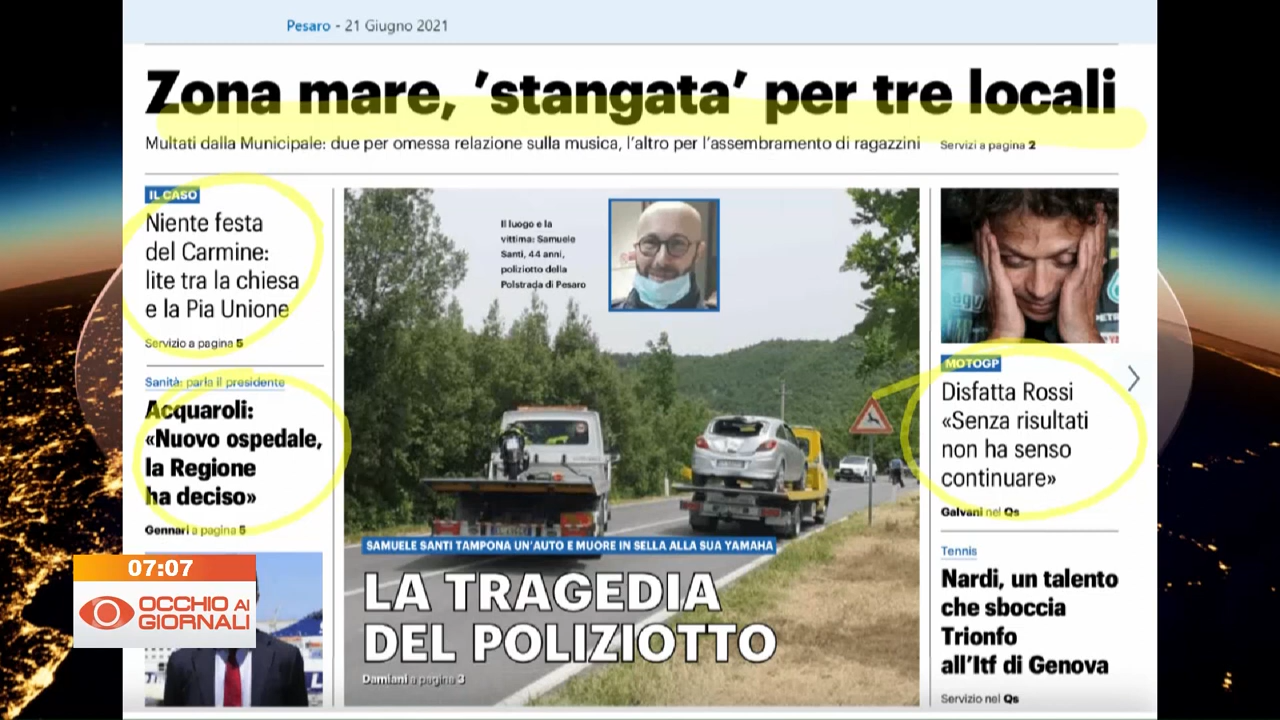 Pesaro - 21 Giugno 2021
Zona mare, 'stangata' per tre locali
Multati dalla Municipale: due per omessa relazione sulla musica, l'altro per l'assembramento di ragazzini
Servizi a pagina 2
IL CASO
Niente festa
del Carmine:
lite tra la chiesa
e la Pia Unione
Servizio a pagina 5
Sanità: parla il presidente
Acquaroli:
«Nuovo ospedale,
la Regione
ha deciso»
Gennari a pagina 5
Il luogo e la
vittima: Samuele
Santi, 44 anni,
poliziotto della
Polstrada di Pesaro
SAMUELE SANTI TAMPONA UN'AUTO E MUORE IN SELLA ALLA SUA YAMAHA
LA TRAGEDIA
DEL POLIZIOTTO
Damiani a pagina 3
MOTOGP
Disfatta Rossi
«Senza risultati
non ha senso
continuare»
Galvani nel Qs
Tennis
Nardi, un talento
che sboccia
Trionfo
all'Itf di Genova
Servizio nel Qs
07:07
OCCHIO AI
GIORNALI